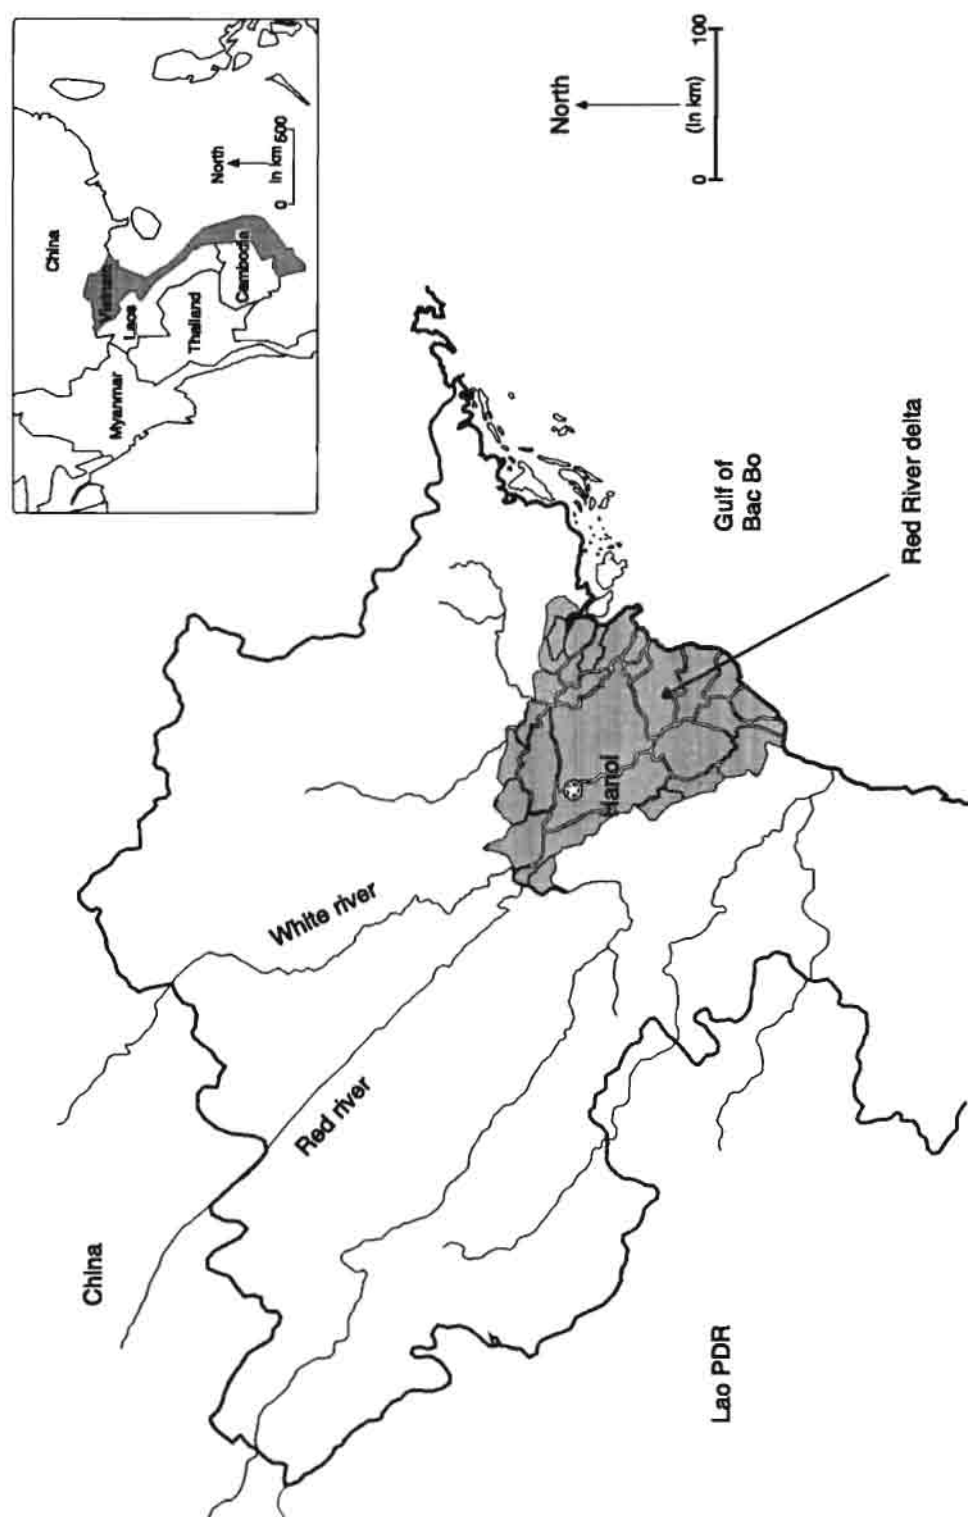 China
Vietnam
Laos
Myanmar
Thailand
Cambodia
North
In km
0
500
China
White river
Red river
Hanoi
Gulf of
Bac Bo
Red River delta
Lao PDR
North
0
(In km)
100